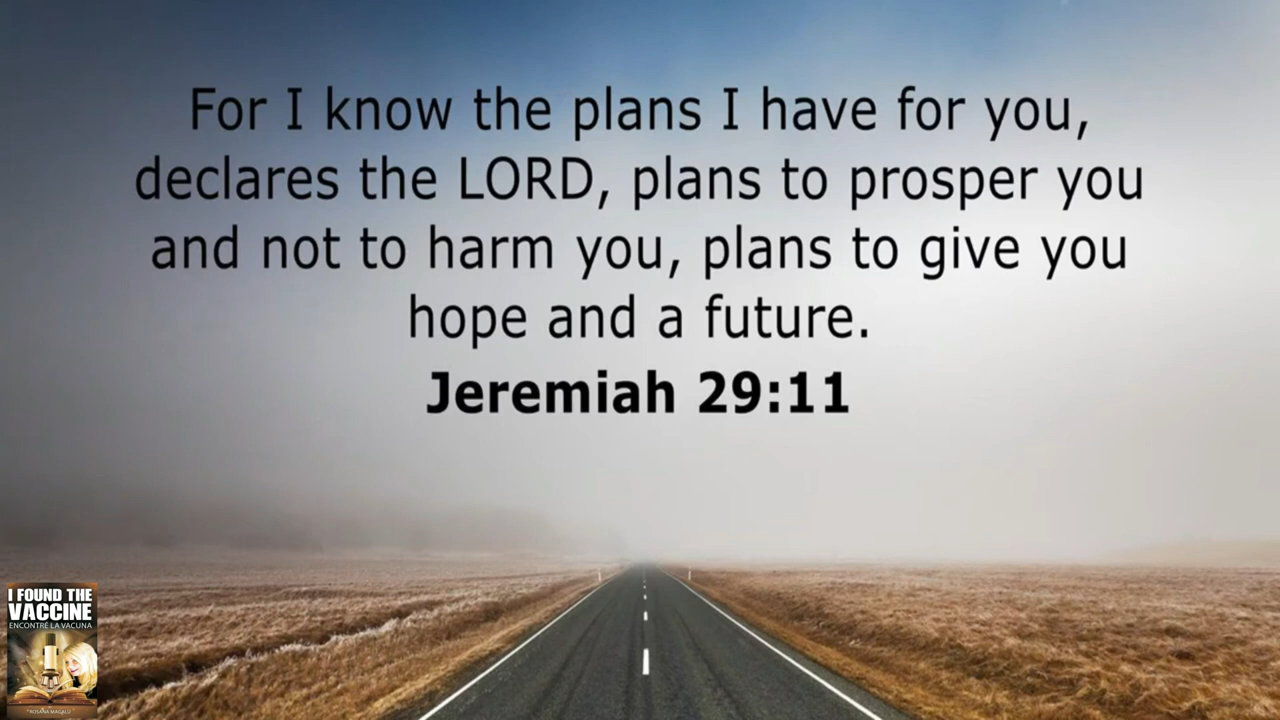 For I know the plans I have for you,
declares the LORD, plans to prosper you
and not to harm you, plans to give you
hope and a future.
Jeremiah 29:11
I FOUND THE
VACCINE
ENCONTRÉ LA VACUNA